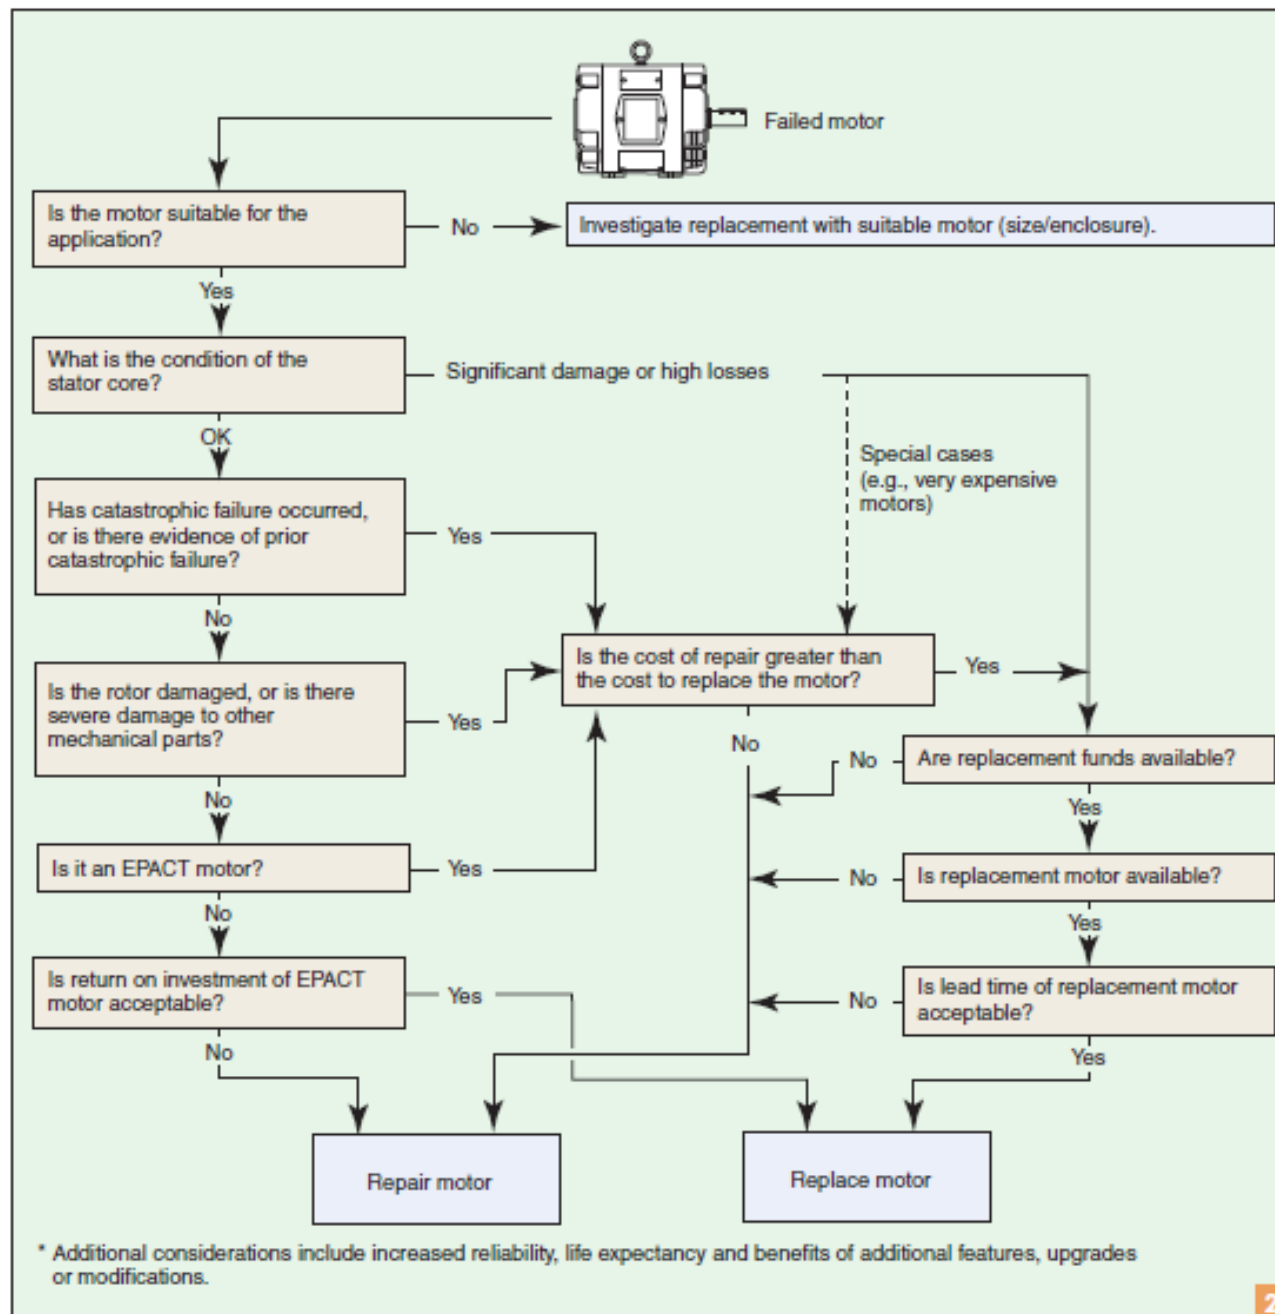 Failed motor
Is the motor suitable for the
application?
No
Investigate replacement with suitable motor (size/enclosure).
Yes
What is the condition of the
stator core?
Significant damage or high losses
OK
Special cases
(e.g., very expensive
motors)
Has catastrophic failure occurred,
or is there evidence of prior
catastrophic failure?
Yes
No
Is the cost of repair greater than
the cost to replace the motor?
Yes
Is the rotor damaged, or is there
severe damage to other
mechanical parts?
Yes
No
No
Are replacement funds available?
No
Yes
Is it an EPACT motor?
Yes
No
Is replacement motor available?
No
Yes
Is return on investment of EPACT
motor acceptable?
Yes
No
Is lead time of replacement motor
acceptable?
No
Yes
Repair motor
Replace motor
* Additional considerations include increased reliability, life expectancy and benefits of additional features, upgrades
or modifications.
2